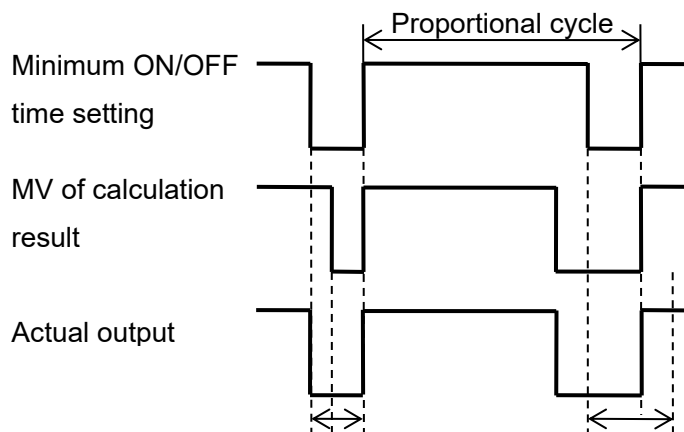 Proportional cycle
Minimum ON/OFF
time setting
MV of calculation
result
Actual output